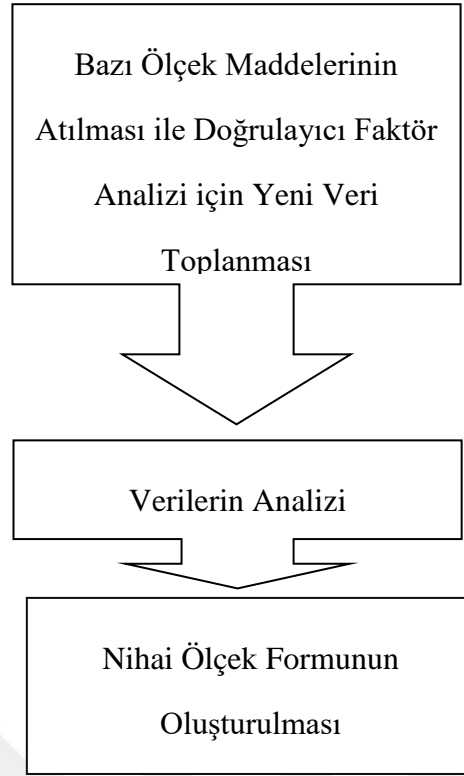 Bazı Ölçek Maddelerinin
Atılması ile Doğrulayıcı Faktör
Analizi için Yeni Veri
Toplanması
Verilerin Analizi
Nihai Ölçek Formunun
Oluşturulması